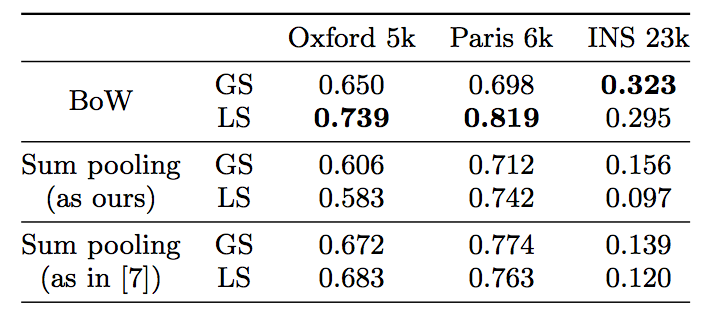 Oxford 5k Paris 6k INS 23k
BoW GS 0.650 0.698 0.323
LS 0.739 0.819 0.295
Sum pooling GS 0.606 0.712 0.156
(as ours) LS 0.583 0.742 0.097
Sum pooling GS 0.672 0.774 0.139
(as in [7]) LS 0.683 0.763 0.120